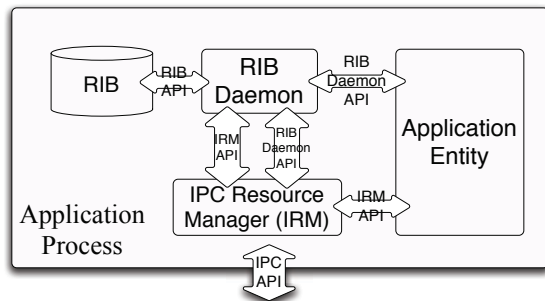 RIB
RIB
API
RIB
Daemon
RIB
Daemon
API
Application
Entity
IRM
API
RIB
Daemon
API
IPC Resource
Manager (IRM)
IRM
API
Application
Process
IPC
API